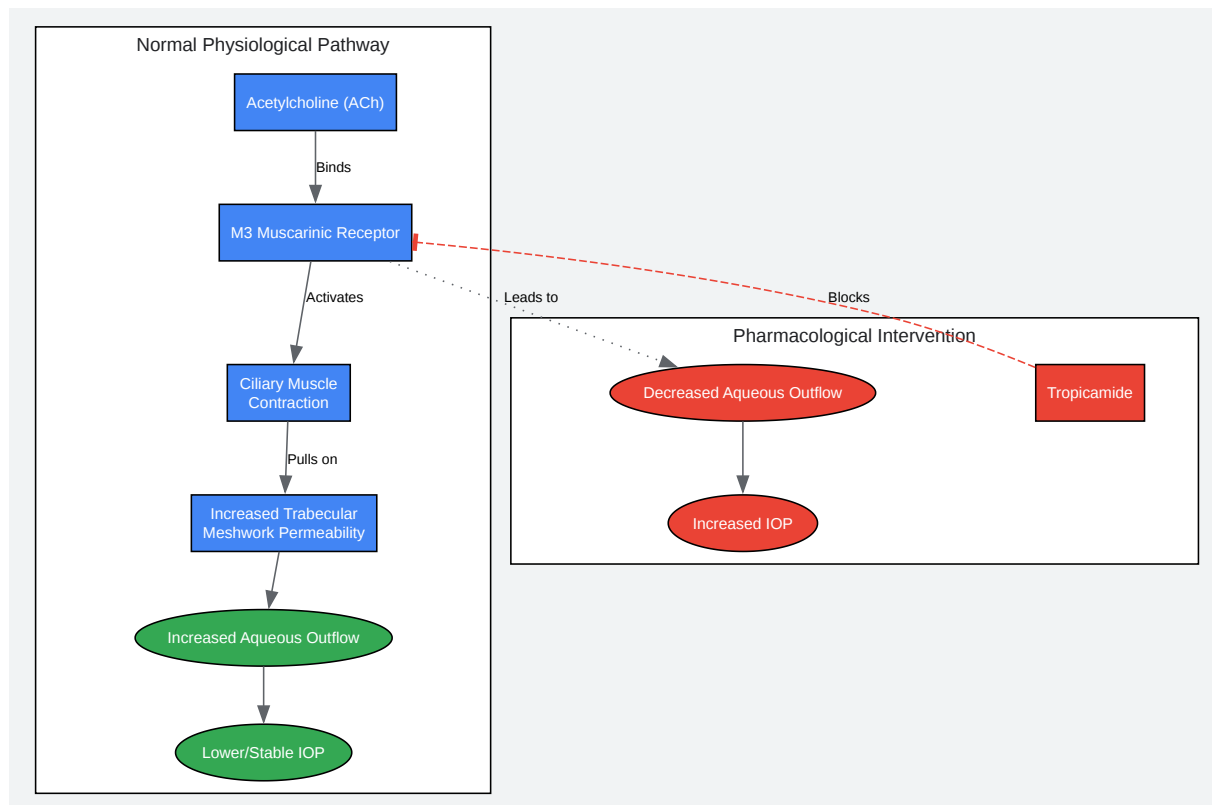 Normal Physiological Pathway
Acetylcholine (ACh)
Binds
M3 Muscarinic Receptor
Activates
Leads to
Blocks
Pharmacological Intervention
Ciliary Muscle
Contraction
Decreased Aqueous Outflow
Tropicamide
Pulls on
Increased Trabecular
Meshwork Permeability
Increased IOP
Increased Aqueous Outflow
Lower/Stable IOP